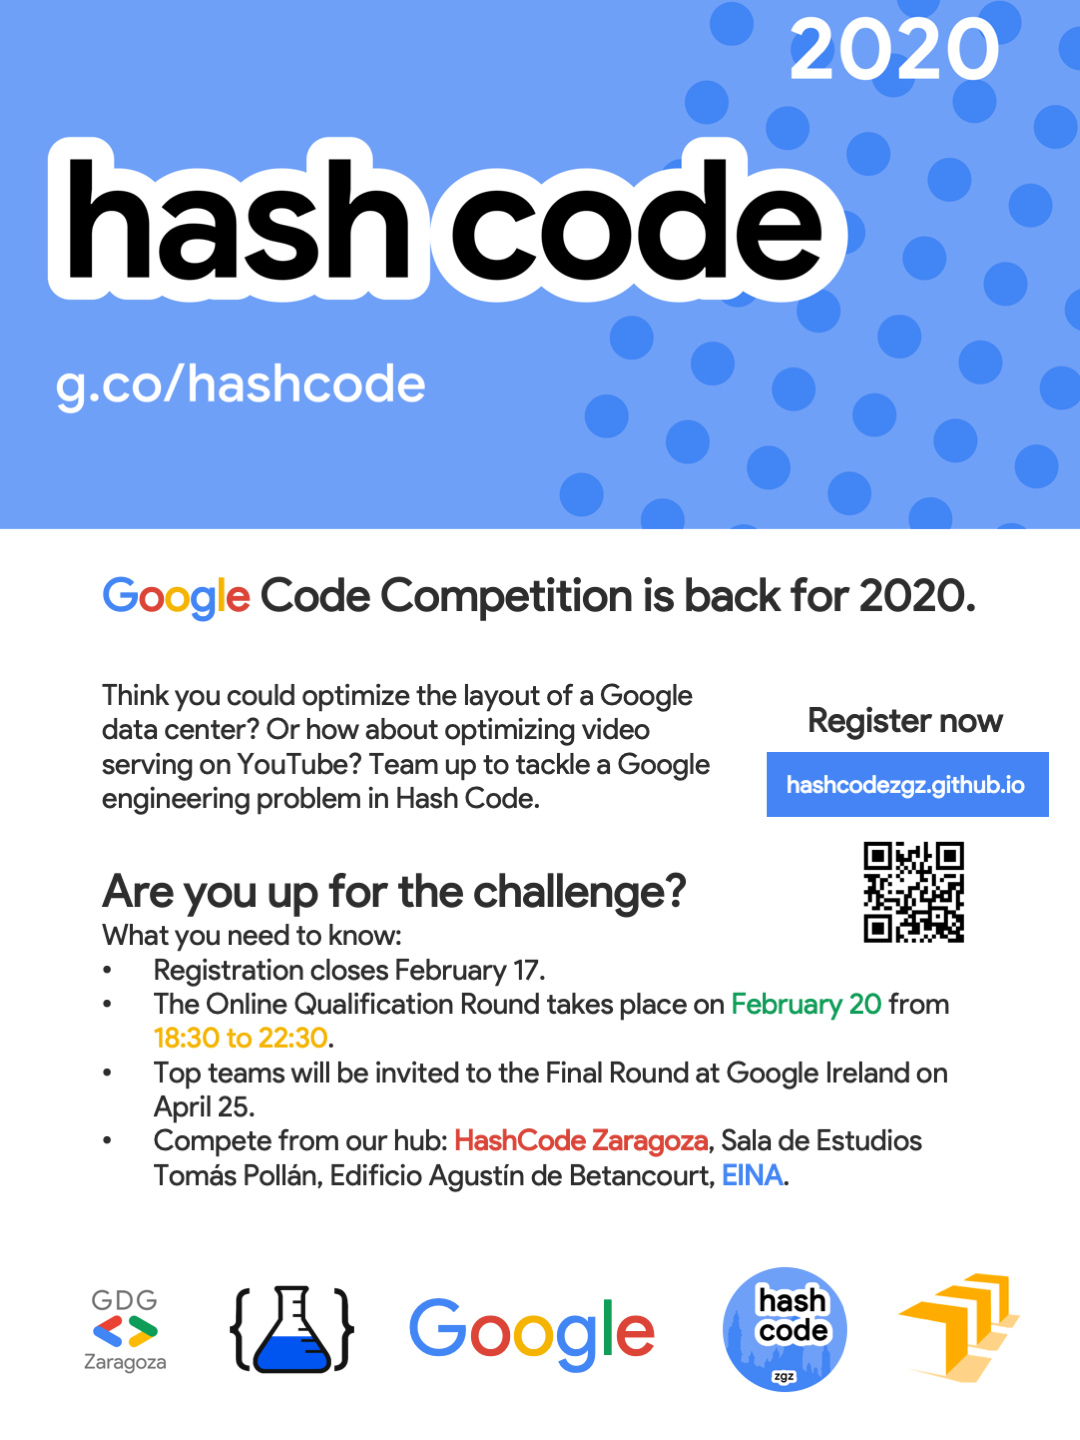 2020
hash code
g.co/hashcode
Google Code Competition is back for 2020.
Think you could optimize the layout of a Google
data center? Or how about optimizing video
serving on YouTube? Team up to tackle a Google
engineering problem in Hash Code.
Register now
hashcodezgz.github.io
Are you up for the challenge?
What you need to know:
• Registration closes February 17.
• The Online Qualification Round takes place on February 20 from
18:30 to 22:30.
• Top teams will be invited to the Final Round at Google Ireland on
April 25.
• Compete from our hub: HashCode Zaragoza, Sala de Estudios
Tomás Pollán, Edificio Agustín de Betancourt, EINA.
GDG
Zaragoza
Google
hash
code
zgz